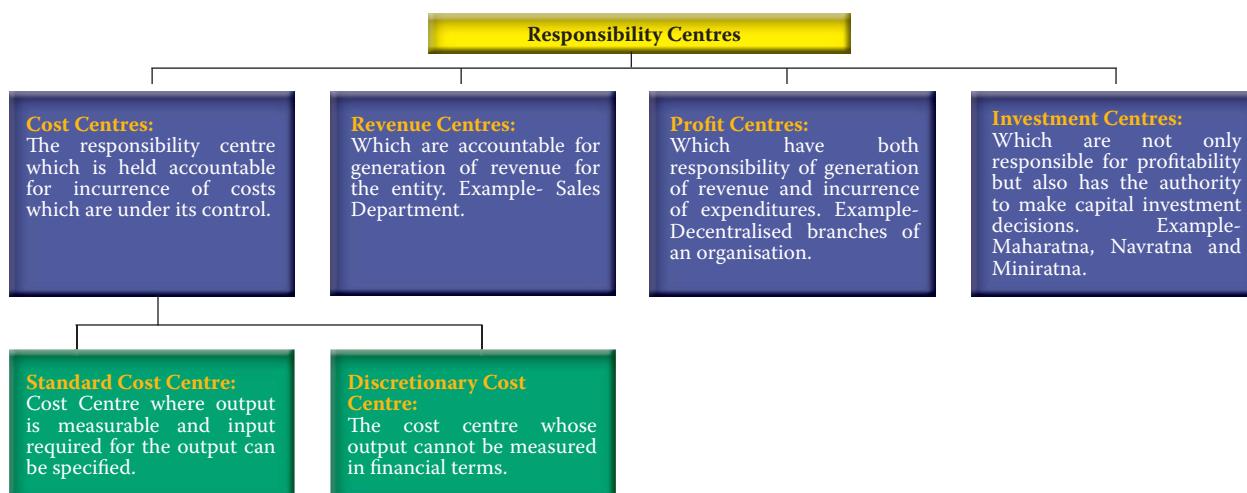 Responsibility Centres
Cost Centres:
The responsibility centre
which is held accountable
for incurrence of costs
which are under its control.
Revenue Centres:
Which are accountable for
generation of revenue for
the entity. Example- Sales
Department.
Profit Centres:
Which have both
responsibility of generation
of revenue and incurrence
of expenditures. Example-
Decentralised branches of
an organisation.
Investment Centres:
Which are not only
responsible for profitability
but also has the authority
to make capital investment
decisions. Example-
Maharatna, Navratna and
Miniratna.
Standard Cost Centre:
Cost Centre where output
is measurable and input
required for the output can
be specified.
Discretionary Cost
Centre:
The cost centre whose
output cannot be measured
in financial terms.